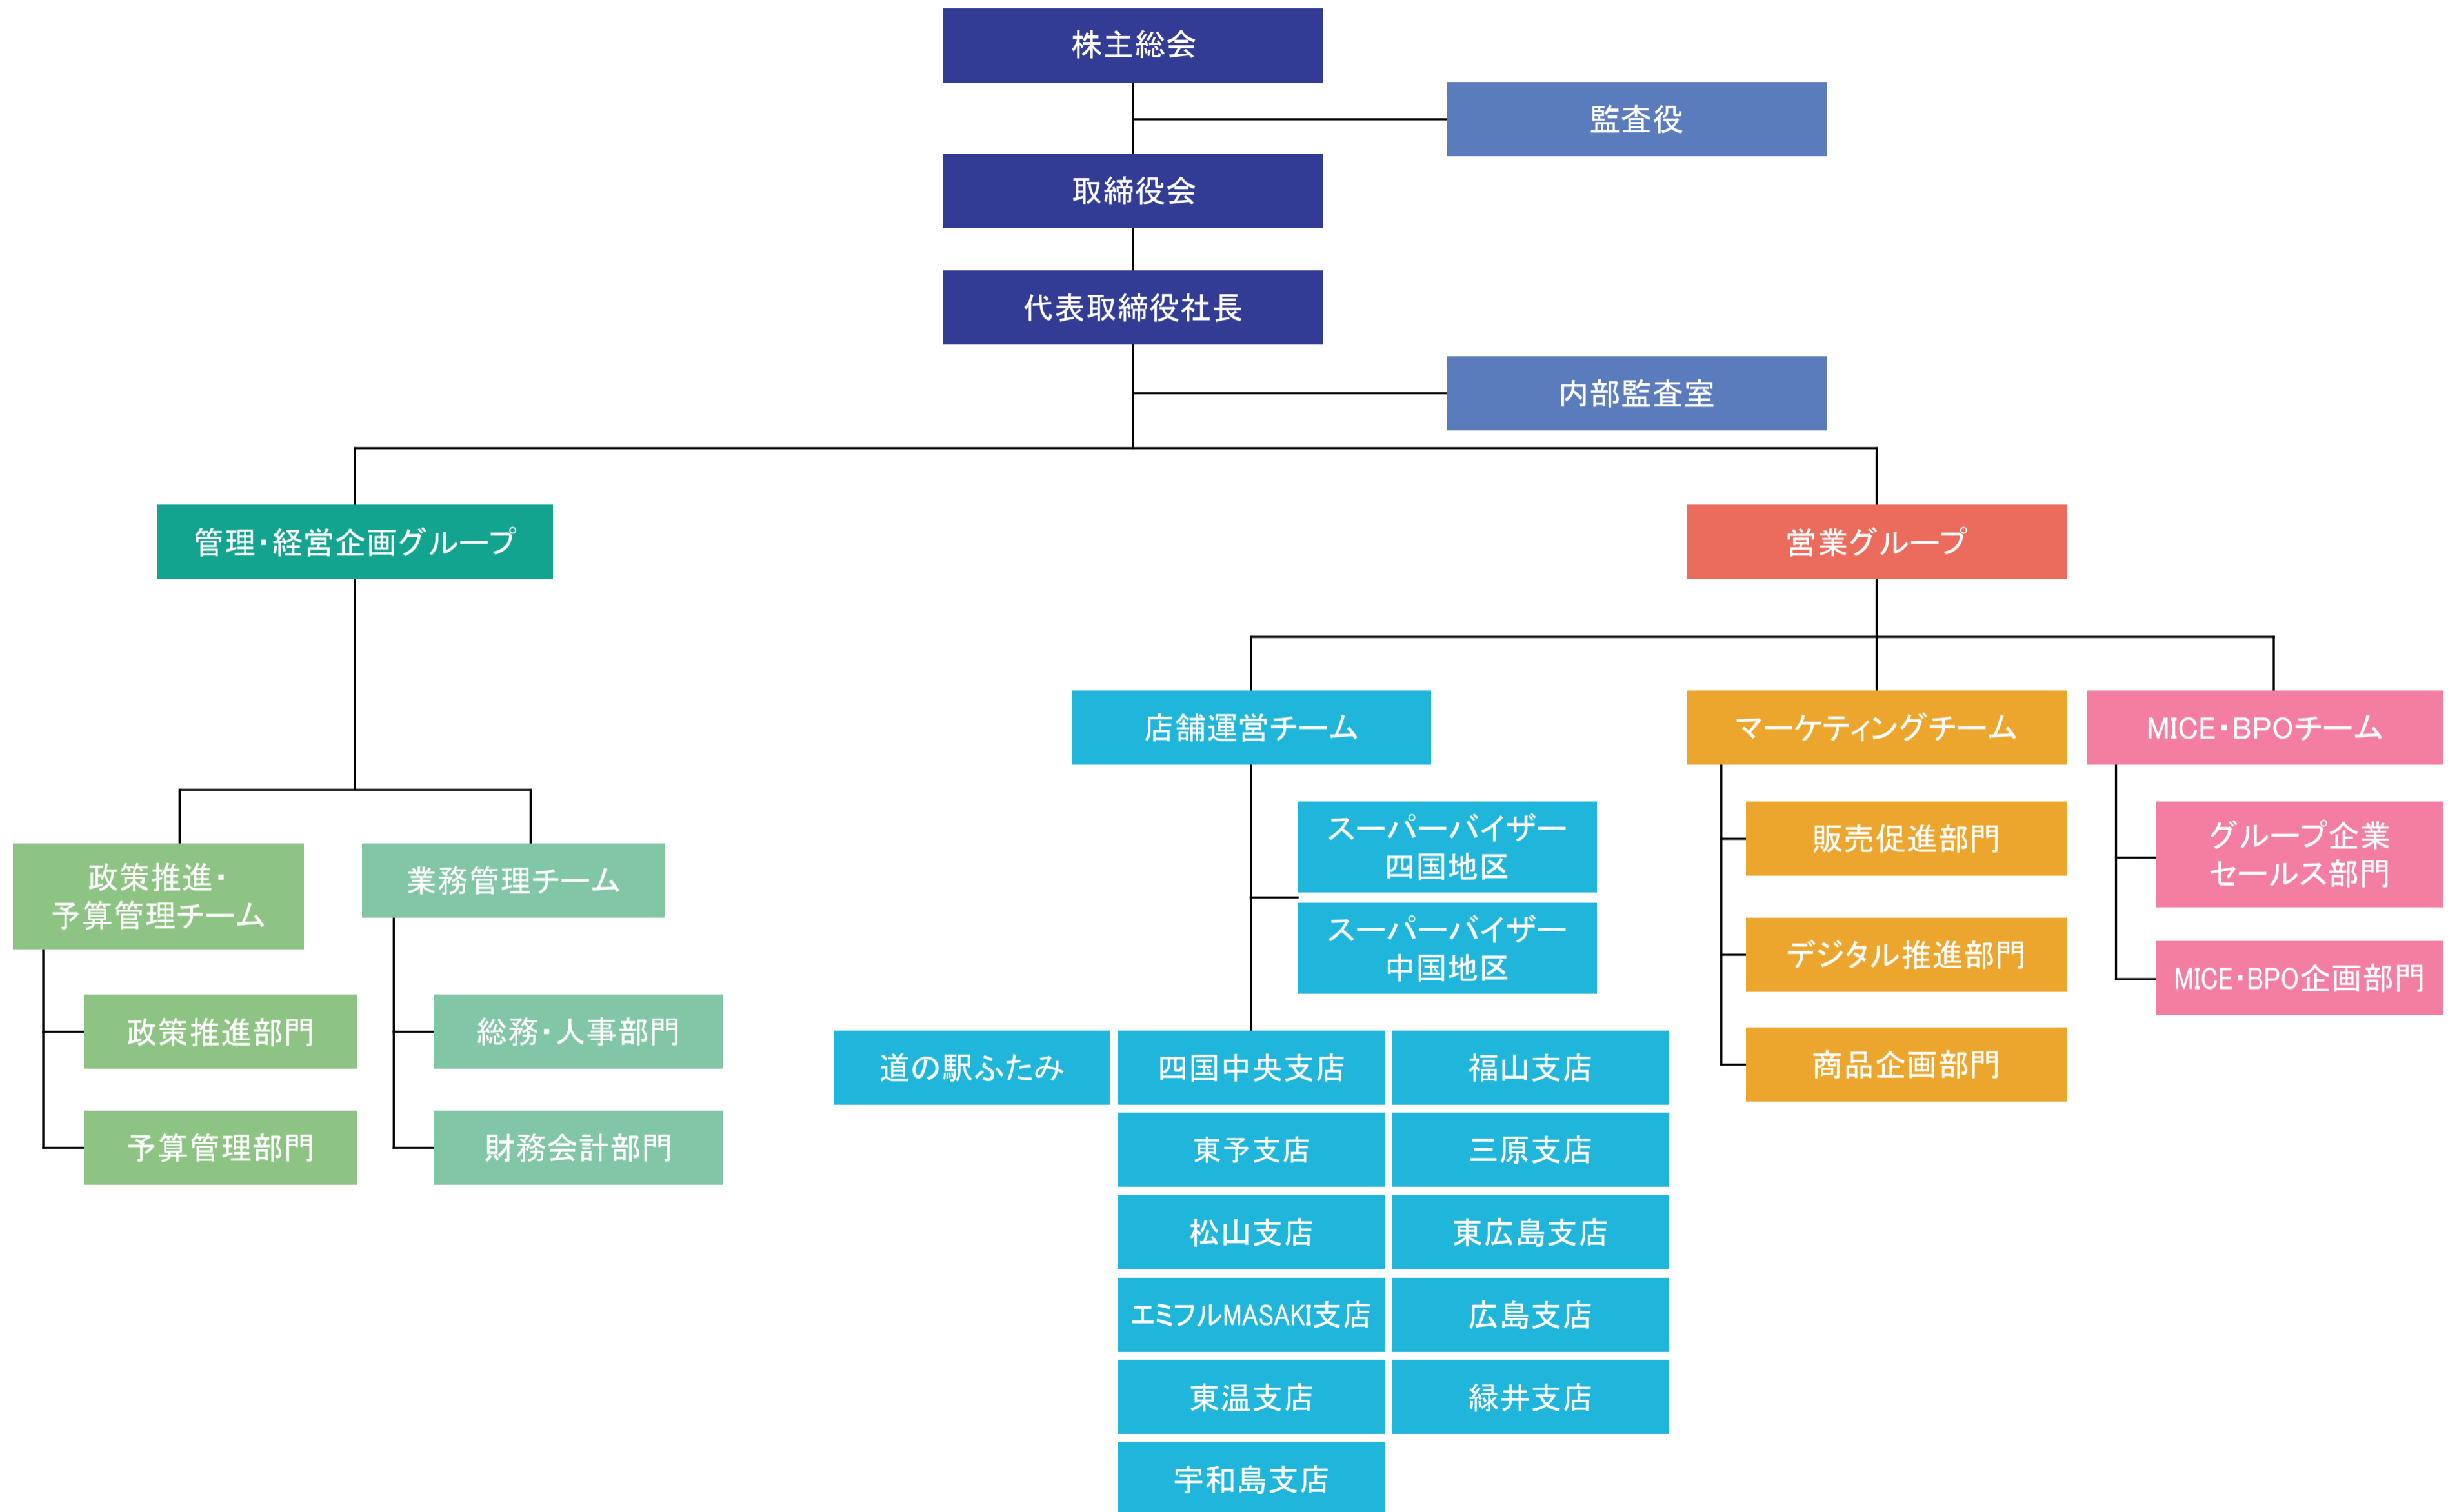 株主総会
監査役
取締役会
代表取締役社長
内部監査室
管理・経営企画グループ
営業グループ
店舗運営チーム
マーケティングチーム
MICE・BPOチーム
スーパーバイザー
四国地区
スーパーバイザー
中国地区
販売促進部門
デジタル推進部門
商品企画部門
グループ企業
セールス部門
MICE・BPO企画部門
政策推進・
予算管理チーム
業務管理チーム
政策推進部門
予算管理部門
総務・人事部門
財務会計部門
道の駅ふたみ
四国中央支店
福山支店
東予支店
三原支店
松山支店
東広島支店
エミフルMASAKI支店
広島支店
東温支店
緑井支店
宇和島支店